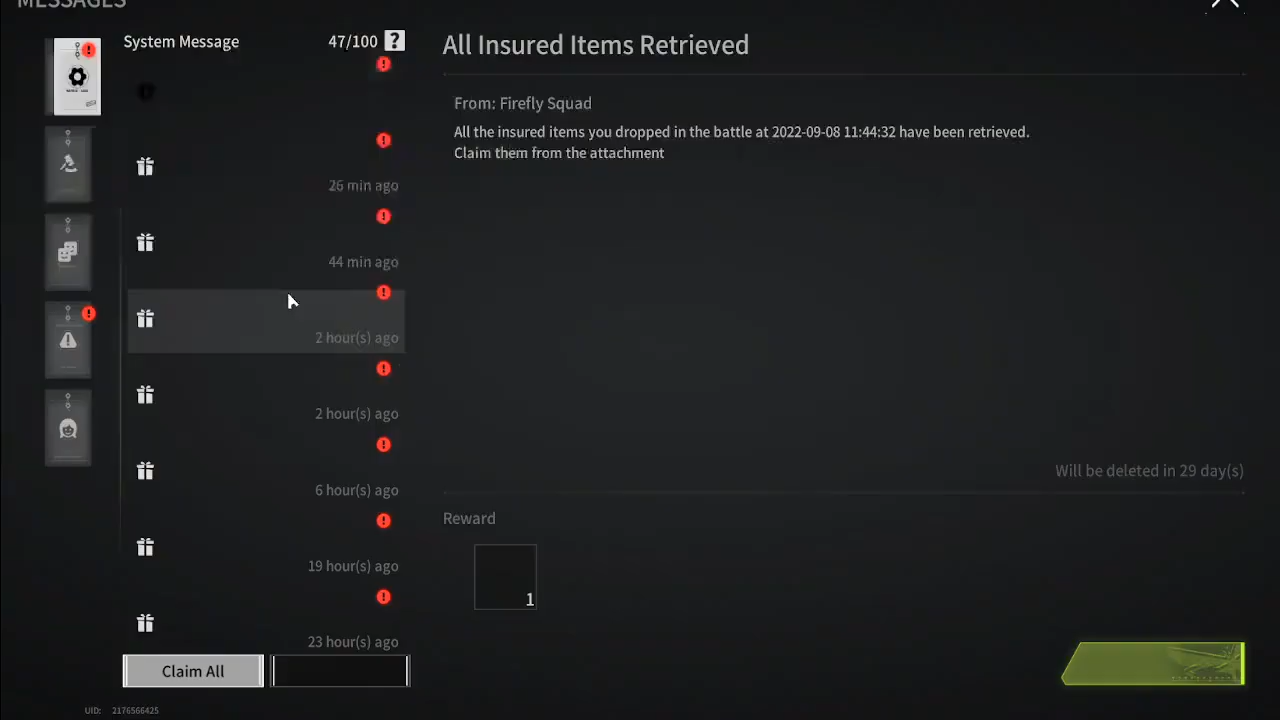 MESSAGES
System Message 47/100 ?
26 min ago
44 min ago
2 hour(s) ago
2 hour(s) ago
6 hour(s) ago
19 hour(s) ago
23 hour(s) ago
Claim All
All Insured Items Retrieved
From: Firefly Squad
All the insured items you dropped in the battle at 2022-09-08 11:44:32 have been retrieved.
Claim them from the attachment
Will be deleted in 29 day(s)
Reward
1
UID: 2176566425